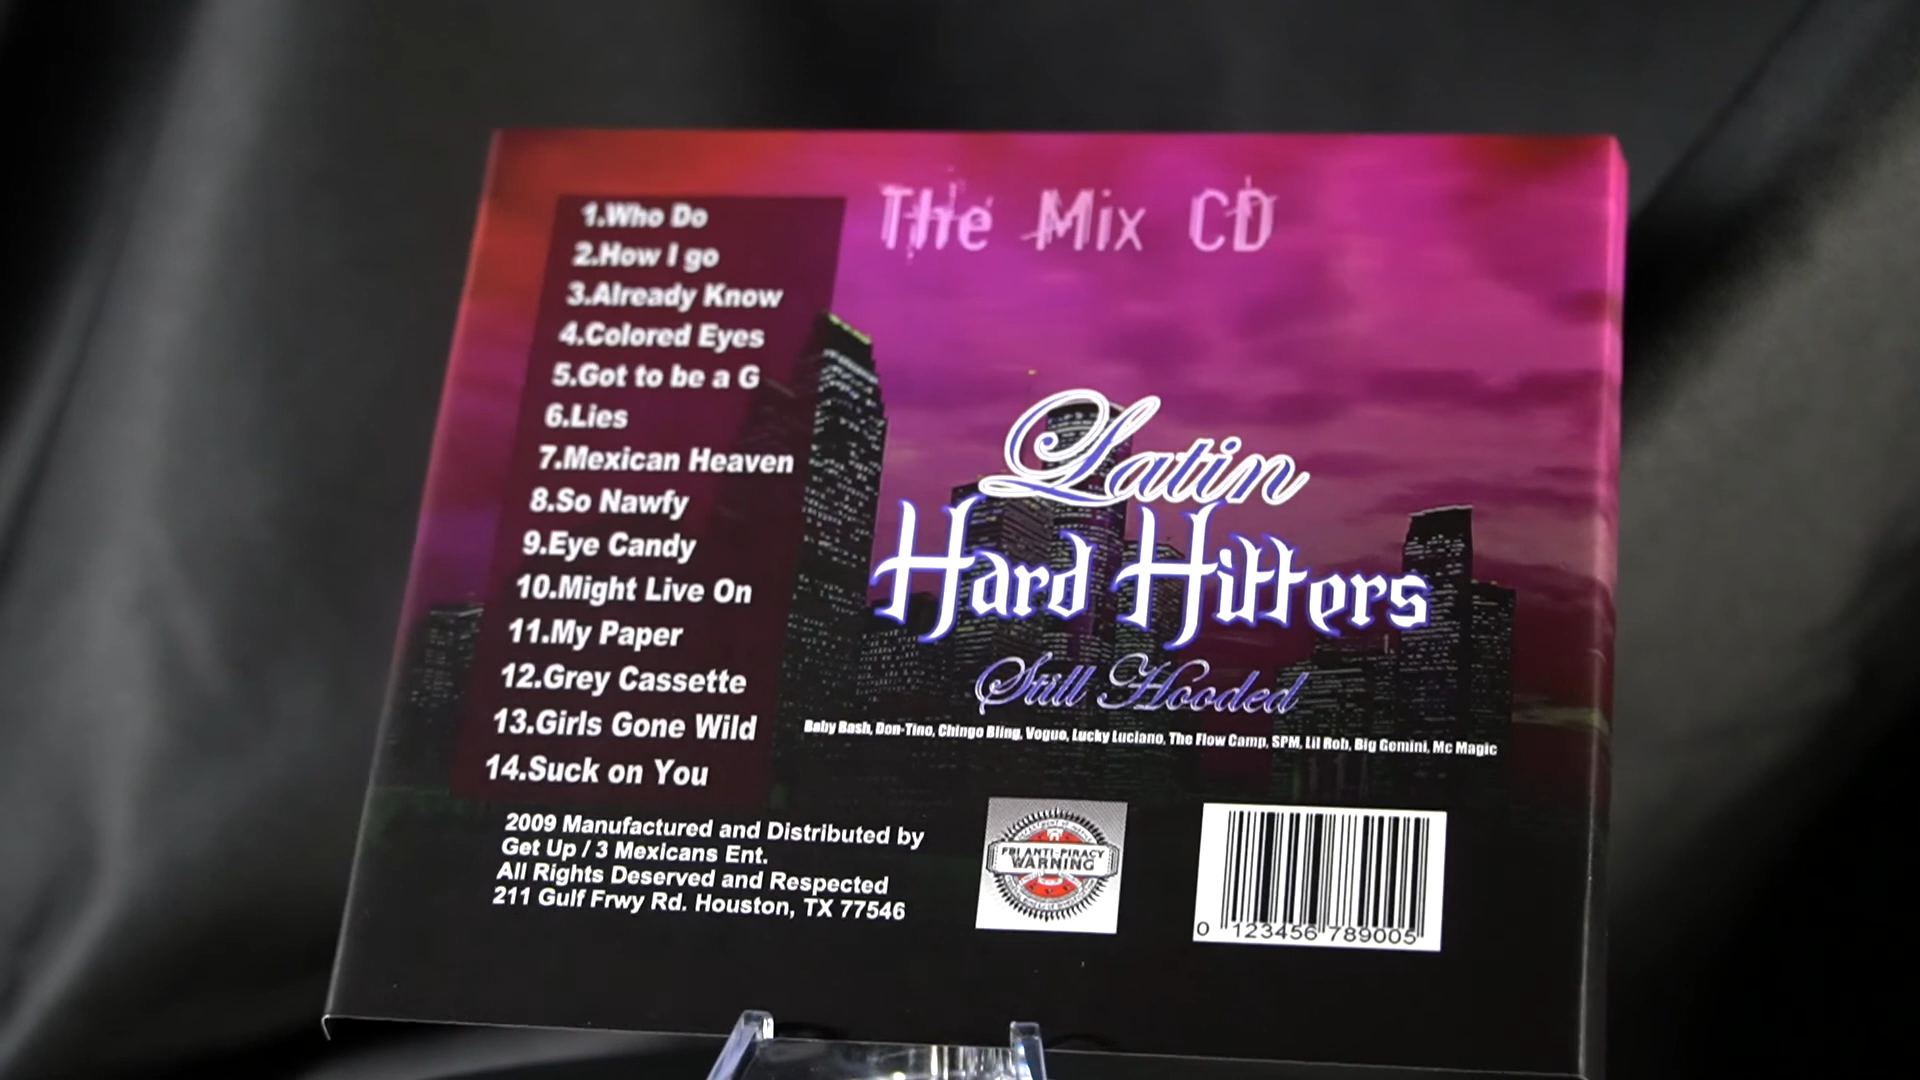 The Mix CD
1.Who Do
2.How I go
3.Already Know
4.Colored Eyes
5.Got to be a G
6.Lies
7.Mexican Heaven
8.So Nawfy
9.Eye Candy
10.Might Live On
11.My Paper
12.Grey Cassette
13.Girls Gone Wild
14.Suck on You
Latin
Hard Hitters
Still Hooded
Baby Bash, Don-Tino, Chingo Bling, Vogue, Lucky Luciano, The Flow Camp, SPM, Lil Rob, Big Gemini, Mc Magic
2009 Manufactured and Distributed by
Get Up / 3 Mexicans Ent.
All Rights Deserved and Respected
211 Gulf Frwy Rd. Houston, TX 77546
FBI ANTI-PIRACY
WARNING
0 123456 789005